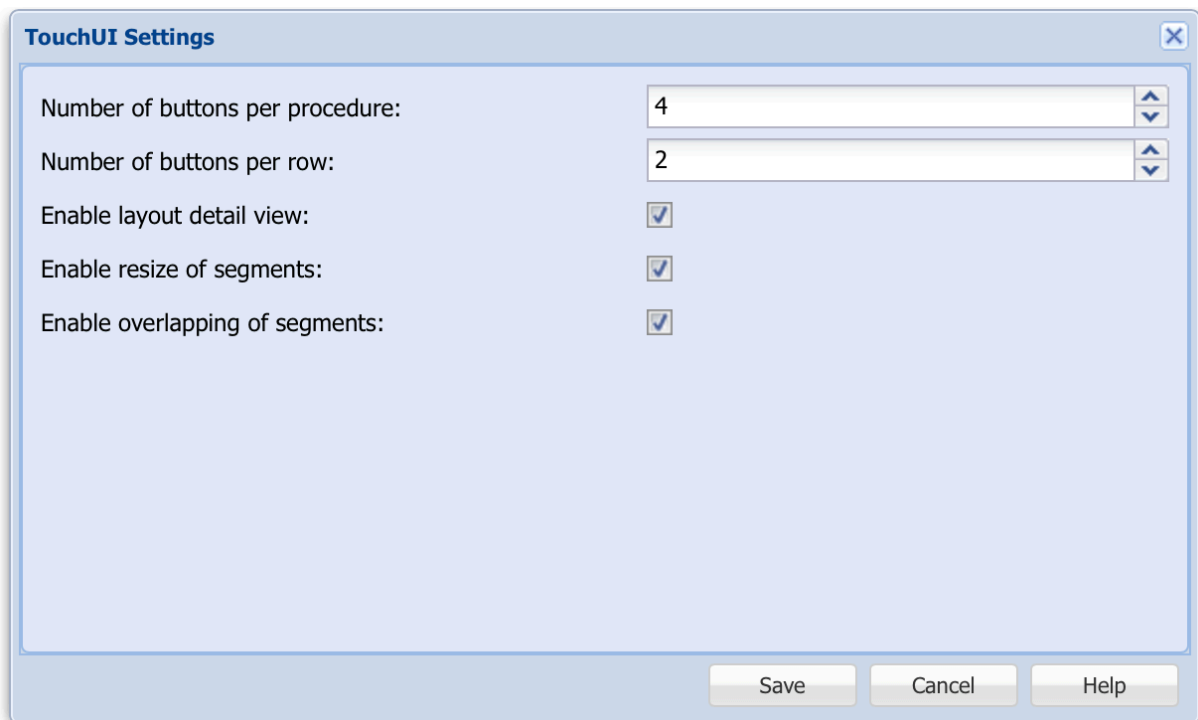 TouchUI Settings
Number of buttons per procedure: 4
Number of buttons per row: 2
Enable layout detail view:
Enable resize of segments:
Enable overlapping of segments:
Save Cancel Help